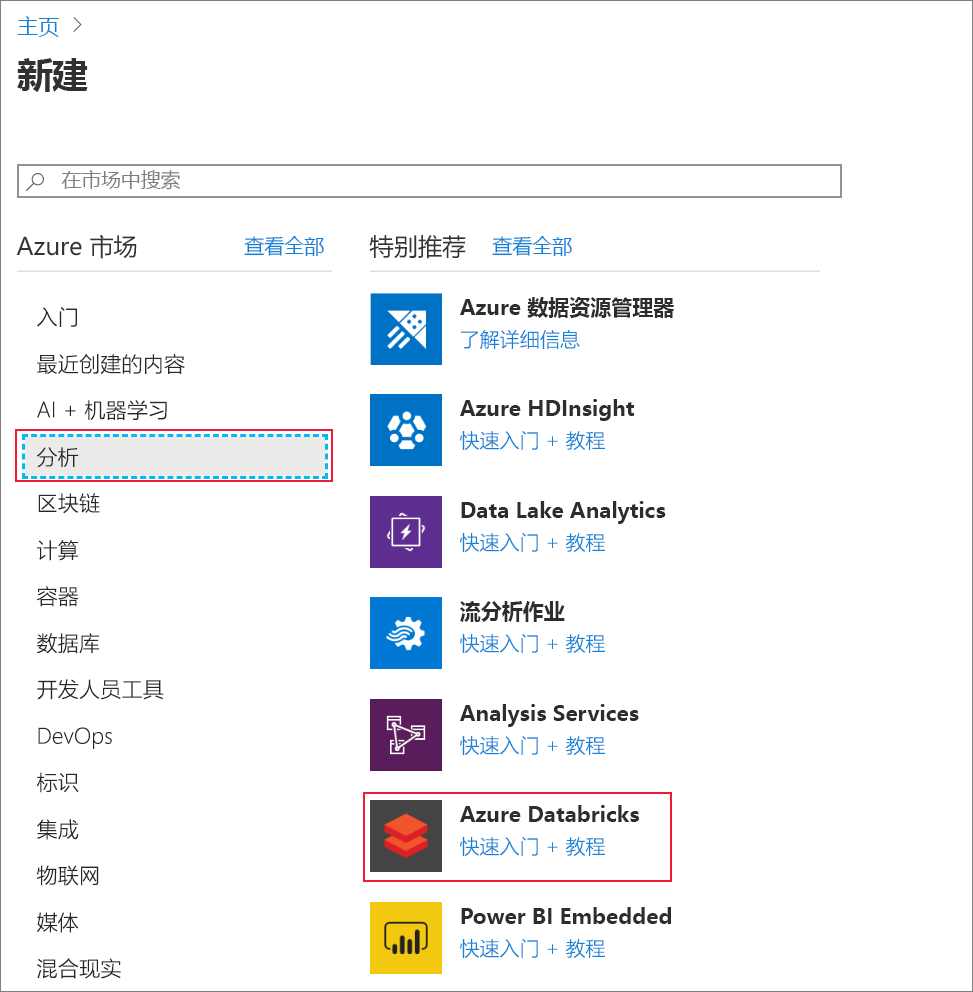 主页
新建
在市场中搜索
Azure 市场
查看全部
入门
最近创建的内容
AI + 机器学习
分析
区块链
计算
容器
数据库
开发人员工具
DevOps
标识
集成
物联网
媒体
混合现实
特别推荐
查看全部
Azure 数据资源管理器
了解详细信息
Azure HDInsight
快速入门 + 教程
Data Lake Analytics
快速入门 + 教程
流分析作业
快速入门 + 教程
Analysis Services
快速入门 + 教程
Azure Databricks
快速入门 + 教程
Power BI Embedded
快速入门 + 教程